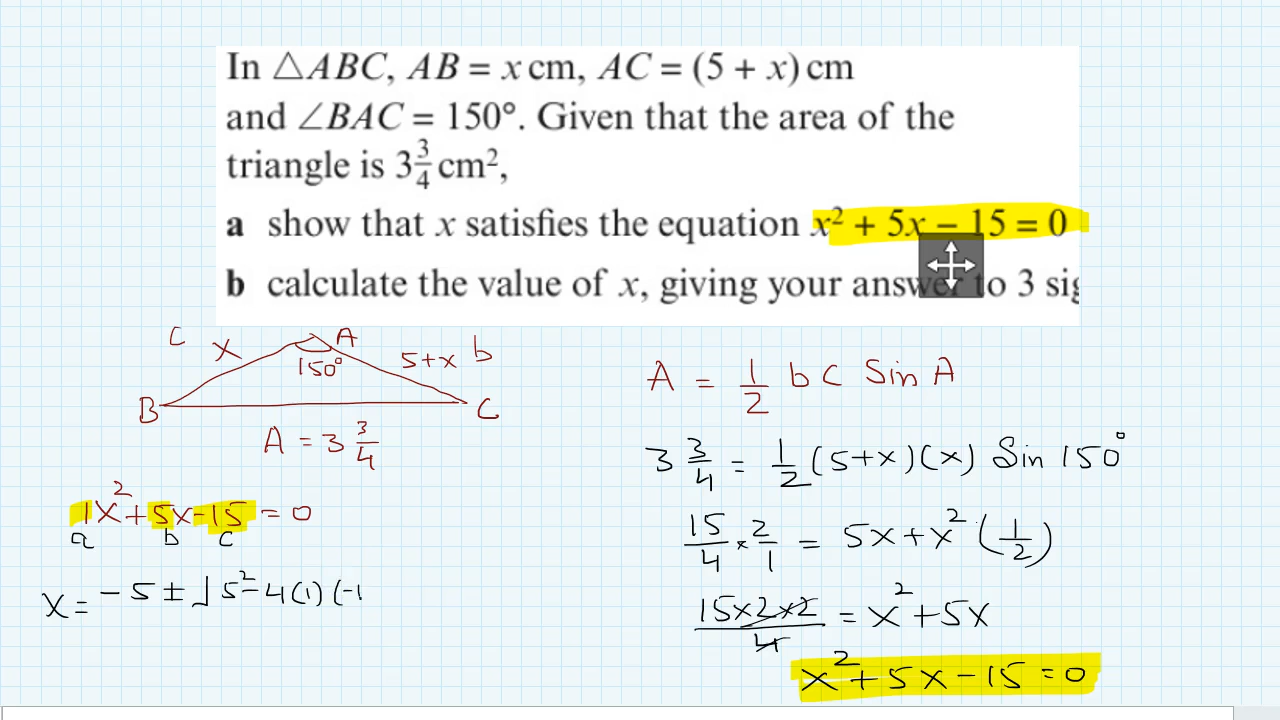 In △ABC, AB = x cm, AC = (5 + x) cm
and ∠BAC = 150°. Given that the area of the
triangle is 3¾ cm²,
a show that x satisfies the equation x² + 5x − 15 = 0
b calculate the value of x, giving your answer to 3 sig
c x A 5+x b
150°
B C
A = 3 3/4
1x² + 5x - 15 = 0
a b c
x = -5 ± √5² - 4(1)(-1
A = 1/2 b c Sin A
3 3/4 = 1/2 (5+x)(x) Sin 150°
15/4 × 2/1 = 5x + x² (1/2)
15×2×2/4 = x² + 5x
x² + 5x - 15 = 0